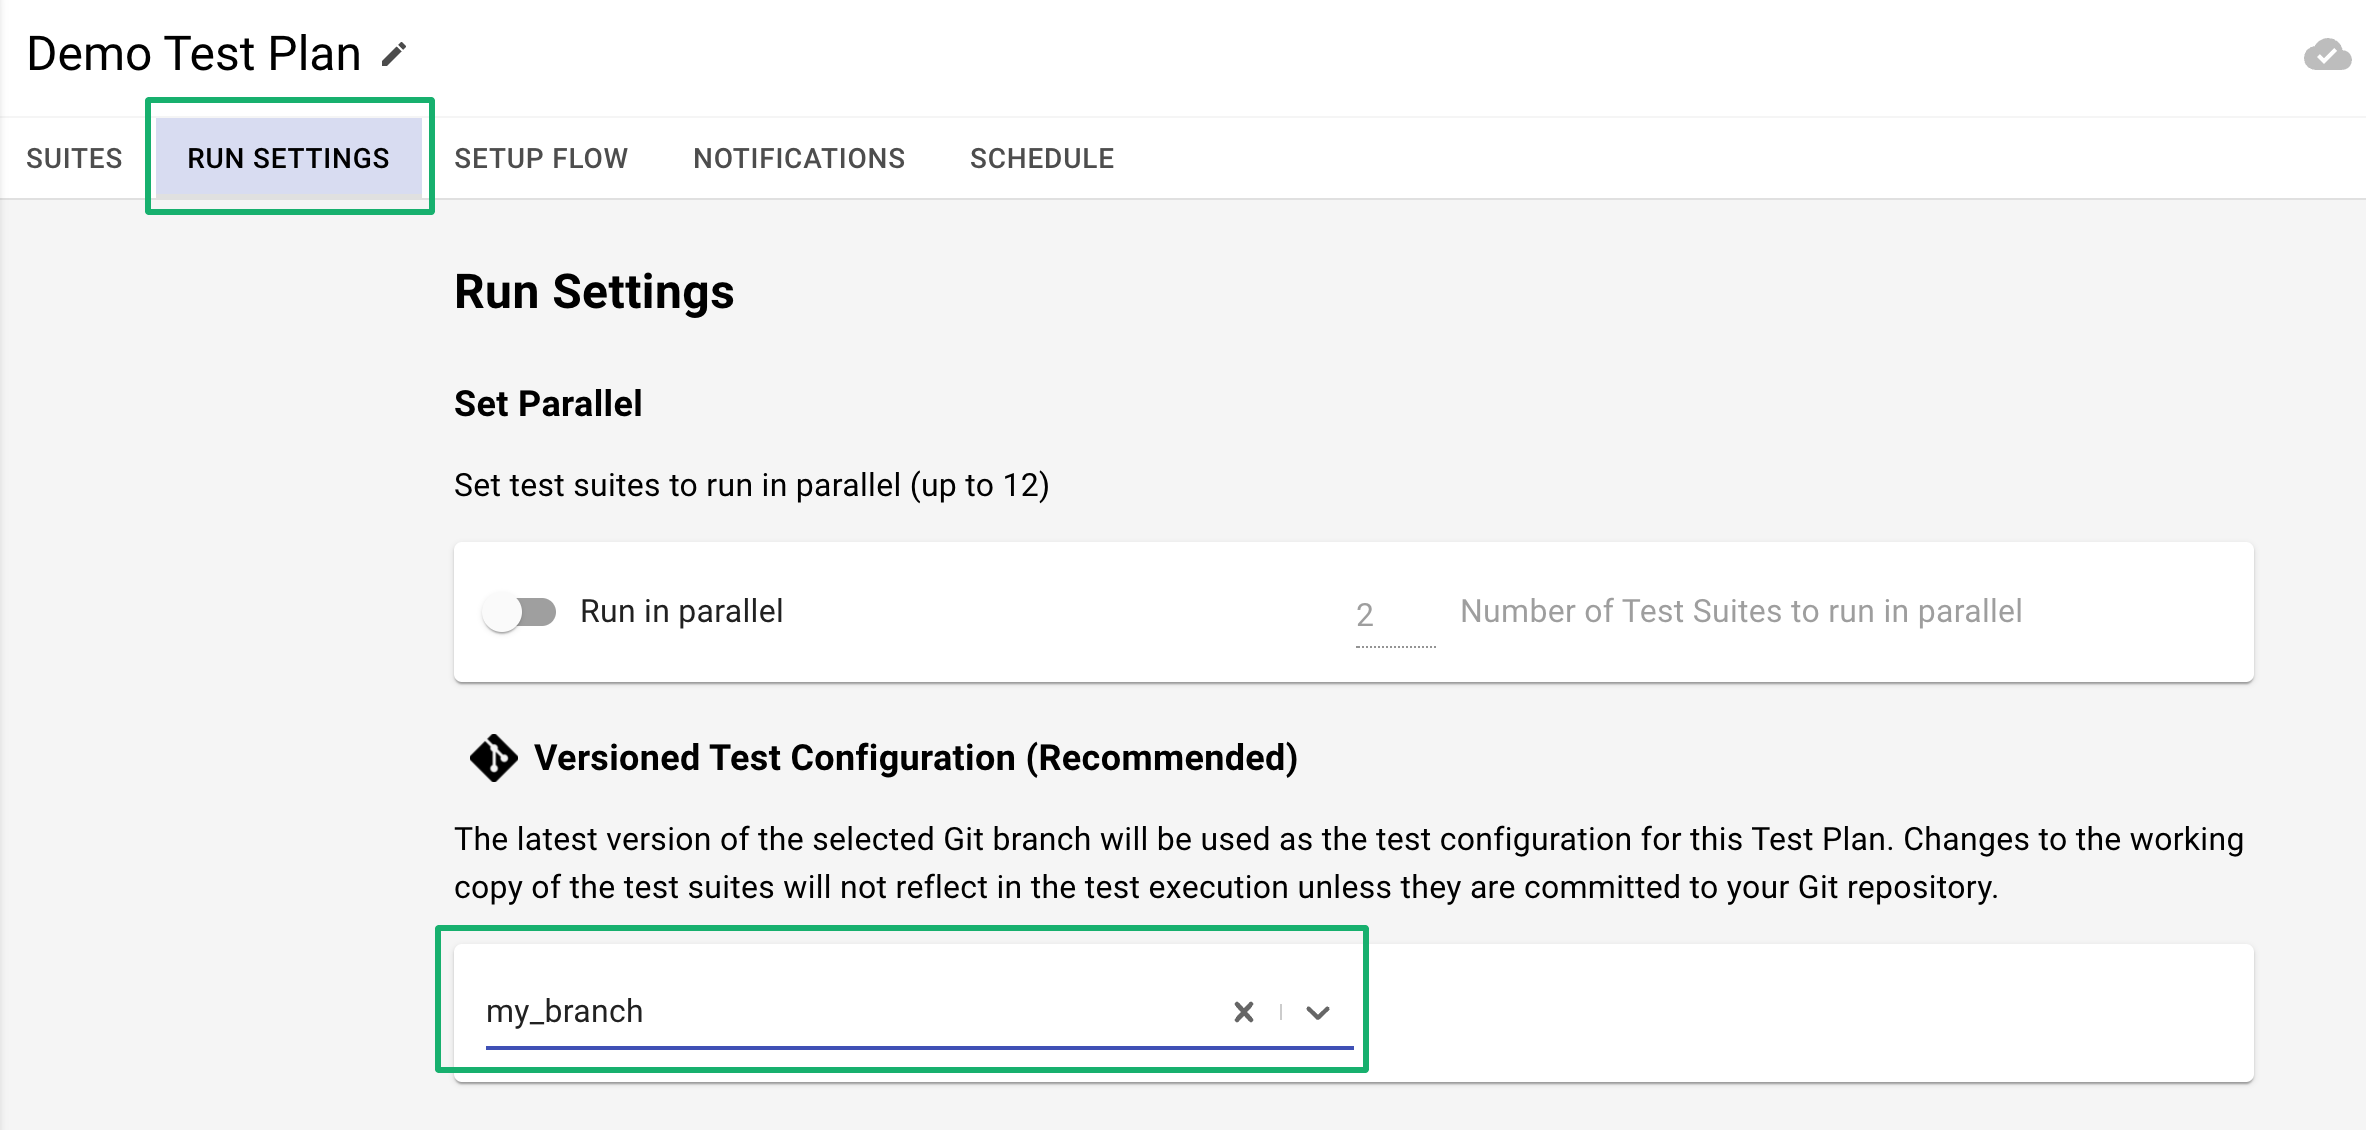 Demo Test Plan
SUITES
RUN SETTINGS
SETUP FLOW
NOTIFICATIONS
SCHEDULE
Run Settings
Set Parallel
Set test suites to run in parallel (up to 12)
Run in parallel
2
Number of Test Suites to run in parallel
Versioned Test Configuration (Recommended)
The latest version of the selected Git branch will be used as the test configuration for this Test Plan. Changes to the working
copy of the test suites will not reflect in the test execution unless they are committed to your Git repository.
my_branch